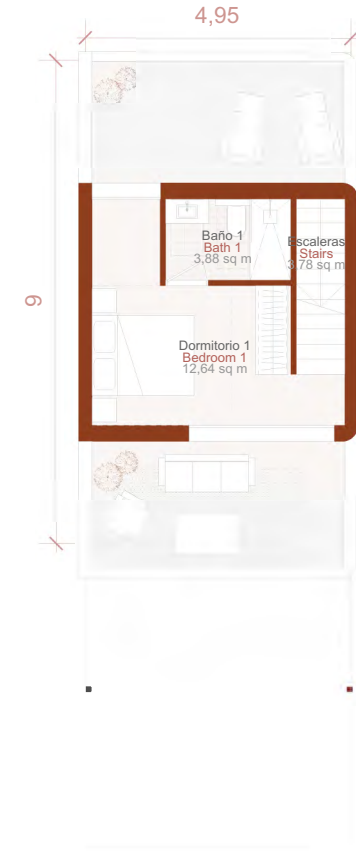 4,95
9
Baño 1
Bath 1
3,88 sq m
Escaleras
Stairs
3,78 sq m
Dormitorio 1
Bedroom 1
12,64 sq m